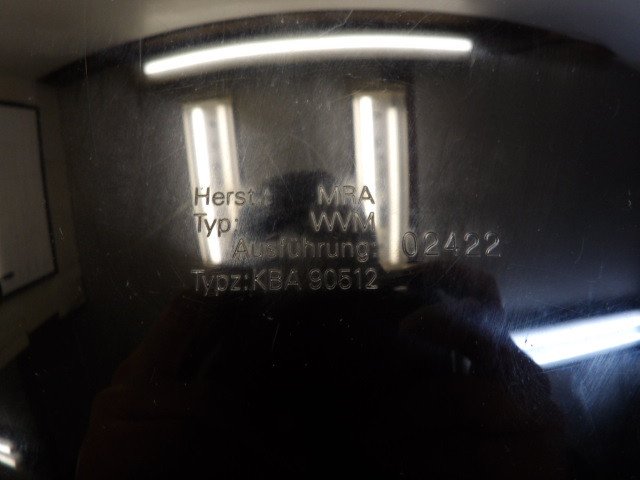 Herst.: MRA
Typ: WVM
Ausführung: 02422
Typz:KBA 90512